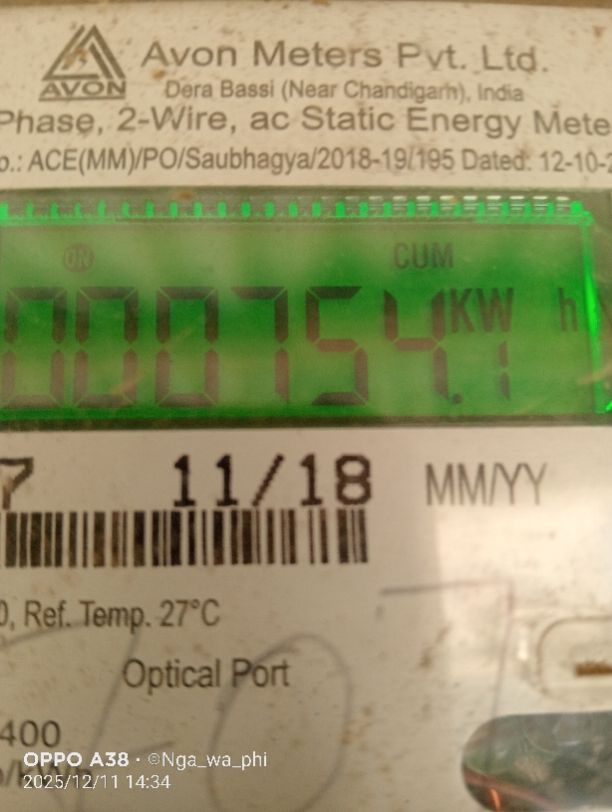 AVON
Avon Meters Pvt. Ltd.
Dera Bassi (Near Chandigarh), India
Phase, 2-Wire, ac Static Energy Mete
o.: ACE(MM)/PO/Saubhagya/2018-19/195 Dated: 12-10-2
ON CUM
000754.1 KW h
7 11/18 MM/YY
0, Ref. Temp. 27°C
Optical Port
400
OPPO A38 · ©Nga_wa_phi
2025/12/11 14:34